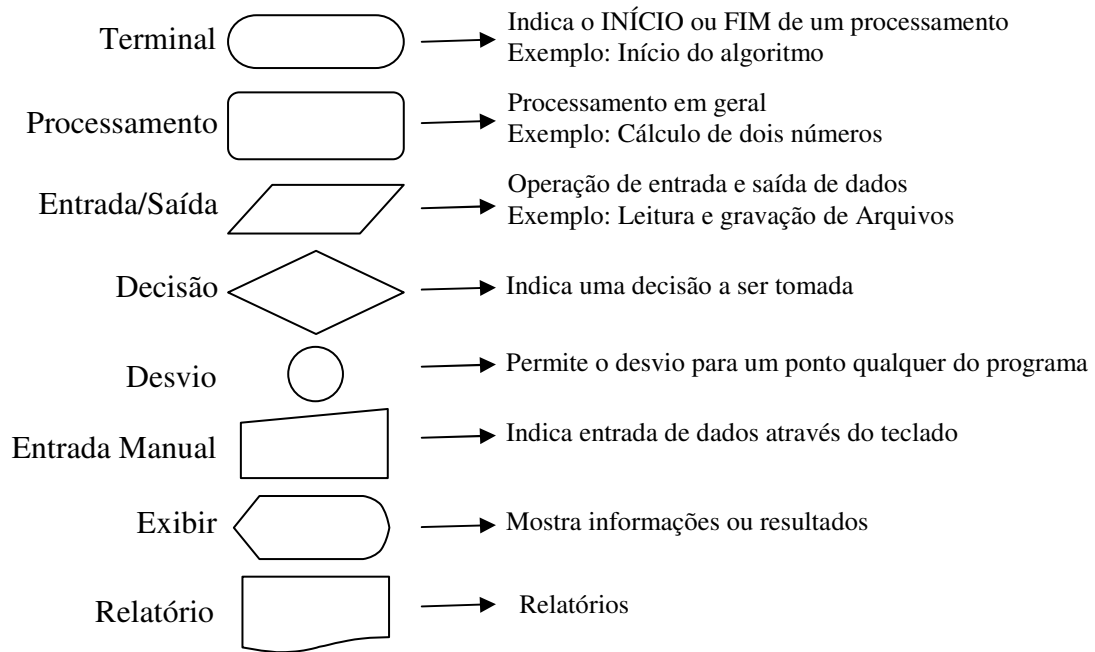 Terminal
Indica o INÍCIO ou FIM de um processamento
Exemplo: Início do algoritmo
Processamento
Processamento em geral
Exemplo: Cálculo de dois números
Entrada/Saída
Operação de entrada e saída de dados
Exemplo: Leitura e gravação de Arquivos
Decisão
Indica uma decisão a ser tomada
Desvio
Permite o desvio para um ponto qualquer do programa
Entrada Manual
Indica entrada de dados através do teclado
Exibir
Mostra informações ou resultados
Relatório
Relatórios